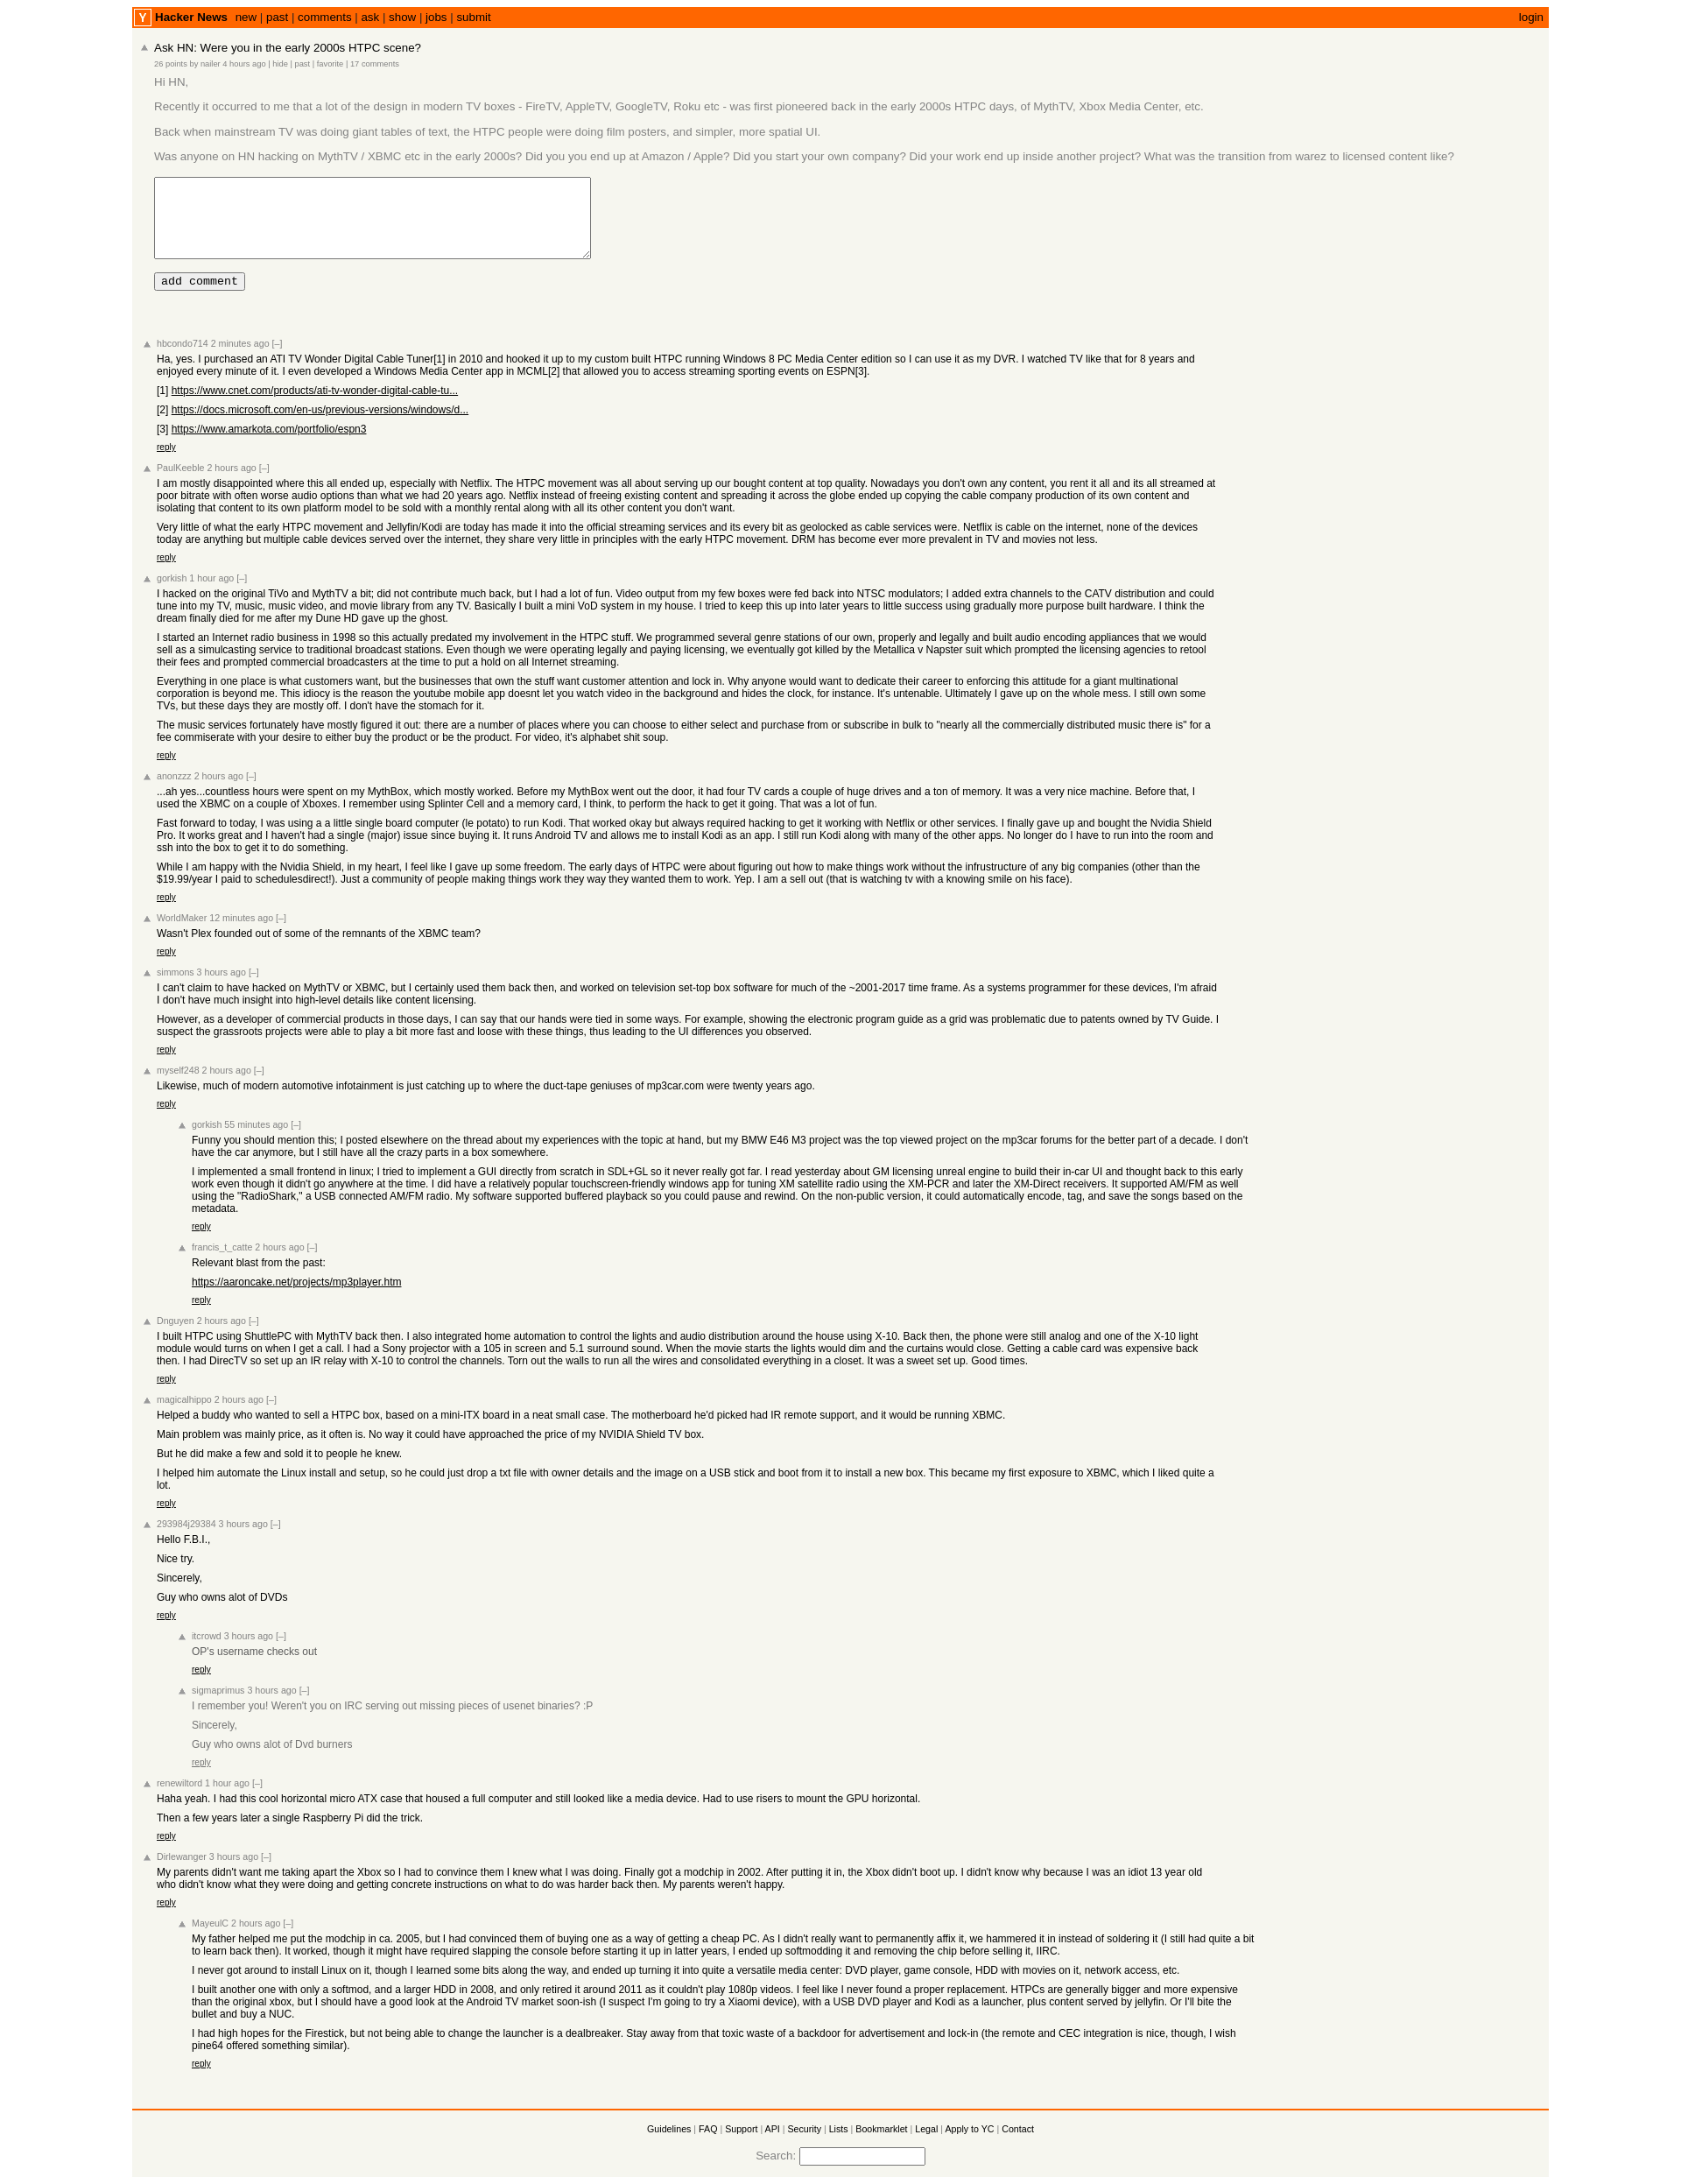 Y Hacker News new | past | comments | ask | show | jobs | submit login
Ask HN: Were you in the early 2000s HTPC scene?
26 points by nailer 4 hours ago | hide | past | favorite | 17 comments
Hi HN,
Recently it occurred to me that a lot of the design in modern TV boxes - FireTV, AppleTV, GoogleTV, Roku etc - was first pioneered back in the early 2000s HTPC days, of MythTV, Xbox Media Center, etc.
Back when mainstream TV was doing giant tables of text, the HTPC people were doing film posters, and simpler, more spatial UI.
Was anyone on HN hacking on MythTV / XBMC etc in the early 2000s? Did you you end up at Amazon / Apple? Did you start your own company? Did your work end up inside another project? What was the transition from warez to licensed content like?
add comment
hbcondo714 2 minutes ago [–]
Ha, yes. I purchased an ATI TV Wonder Digital Cable Tuner[1] in 2010 and hooked it up to my custom built HTPC running Windows 8 PC Media Center edition so I can use it as my DVR. I watched TV like that for 8 years and
enjoyed every minute of it. I even developed a Windows Media Center app in MCML[2] that allowed you to access streaming sporting events on ESPN[3].
[1] https://www.cnet.com/products/ati-tv-wonder-digital-cable-tu...
[2] https://docs.microsoft.com/en-us/previous-versions/windows/d...
[3] https://www.amarkota.com/portfolio/espn3
reply
PaulKeeble 2 hours ago [–]
I am mostly disappointed where this all ended up, especially with Netflix. The HTPC movement was all about serving up our bought content at top quality. Nowadays you don't own any content, you rent it all and its all streamed at
poor bitrate with often worse audio options than what we had 20 years ago. Netflix instead of freeing existing content and spreading it across the globe ended up copying the cable company production of its own content and
isolating that content to its own platform model to be sold with a monthly rental along with all its other content you don't want.
Very little of what the early HTPC movement and Jellyfin/Kodi are today has made it into the official streaming services and its every bit as geolocked as cable services were. Netflix is cable on the internet, none of the devices
today are anything but multiple cable devices served over the internet, they share very little in principles with the early HTPC movement. DRM has become ever more prevalent in TV and movies not less.
reply
gorkish 1 hour ago [–]
I hacked on the original TiVo and MythTV a bit; did not contribute much back, but I had a lot of fun. Video output from my few boxes were fed back into NTSC modulators; I added extra channels to the CATV distribution and could
tune into my TV, music, music video, and movie library from any TV. Basically I built a mini VoD system in my house. I tried to keep this up into later years to little success using gradually more purpose built hardware. I think the
dream finally died for me after my Dune HD gave up the ghost.
I started an Internet radio business in 1998 so this actually predated my involvement in the HTPC stuff. We programmed several genre stations of our own, properly and legally and built audio encoding appliances that we would
sell as a simulcasting service to traditional broadcast stations. Even though we were operating legally and paying licensing, we eventually got killed by the Metallica v Napster suit which prompted the licensing agencies to retool
their fees and prompted commercial broadcasters at the time to put a hold on all Internet streaming.
Everything in one place is what customers want, but the businesses that own the stuff want customer attention and lock in. Why anyone would want to dedicate their career to enforcing this attitude for a giant multinational
corporation is beyond me. This idiocy is the reason the youtube mobile app doesnt let you watch video in the background and hides the clock, for instance. It's untenable. Ultimately I gave up on the whole mess. I still own some
TVs, but these days they are mostly off. I don't have the stomach for it.
The music services fortunately have mostly figured it out: there are a number of places where you can choose to either select and purchase from or subscribe in bulk to "nearly all the commercially distributed music there is" for a
fee commiserate with your desire to either buy the product or be the product. For video, it's alphabet shit soup.
reply
anonzzz 2 hours ago [–]
...ah yes...countless hours were spent on my MythBox, which mostly worked. Before my MythBox went out the door, it had four TV cards a couple of huge drives and a ton of memory. It was a very nice machine. Before that, I
used the XBMC on a couple of Xboxes. I remember using Splinter Cell and a memory card, I think, to perform the hack to get it going. That was a lot of fun.
Fast forward to today, I was using a a little single board computer (le potato) to run Kodi. That worked okay but always required hacking to get it working with Netflix or other services. I finally gave up and bought the Nvidia Shield
Pro. It works great and I haven't had a single (major) issue since buying it. It runs Android TV and allows me to install Kodi as an app. I still run Kodi along with many of the other apps. No longer do I have to run into the room and
ssh into the box to get it to do something.
While I am happy with the Nvidia Shield, in my heart, I feel like I gave up some freedom. The early days of HTPC were about figuring out how to make things work without the infrustructure of any big companies (other than the
$19.99/year I paid to schedulesdirect!). Just a community of people making things work they way they wanted them to work. Yep. I am a sell out (that is watching tv with a knowing smile on his face).
reply
WorldMaker 12 minutes ago [–]
Wasn't Plex founded out of some of the remnants of the XBMC team?
reply
simmons 3 hours ago [–]
I can't claim to have hacked on MythTV or XBMC, but I certainly used them back then, and worked on television set-top box software for much of the ~2001-2017 time frame. As a systems programmer for these devices, I'm afraid
I don't have much insight into high-level details like content licensing.
However, as a developer of commercial products in those days, I can say that our hands were tied in some ways. For example, showing the electronic program guide as a grid was problematic due to patents owned by TV Guide. I
suspect the grassroots projects were able to play a bit more fast and loose with these things, thus leading to the UI differences you observed.
reply
myself248 2 hours ago [–]
Likewise, much of modern automotive infotainment is just catching up to where the duct-tape geniuses of mp3car.com were twenty years ago.
reply
gorkish 55 minutes ago [–]
Funny you should mention this; I posted elsewhere on the thread about my experiences with the topic at hand, but my BMW E46 M3 project was the top viewed project on the mp3car forums for the better part of a decade. I don't
have the car anymore, but I still have all the crazy parts in a box somewhere.
I implemented a small frontend in linux; I tried to implement a GUI directly from scratch in SDL+GL so it never really got far. I read yesterday about GM licensing unreal engine to build their in-car UI and thought back to this early
work even though it didn't go anywhere at the time. I did have a relatively popular touchscreen-friendly windows app for tuning XM satellite radio using the XM-PCR and later the XM-Direct receivers. It supported AM/FM as well
using the "RadioShark," a USB connected AM/FM radio. My software supported buffered playback so you could pause and rewind. On the non-public version, it could automatically encode, tag, and save the songs based on the
metadata.
reply
francis_t_catte 2 hours ago [–]
Relevant blast from the past:
https://aaroncake.net/projects/mp3player.htm
reply
Dnguyen 2 hours ago [–]
I built HTPC using ShuttlePC with MythTV back then. I also integrated home automation to control the lights and audio distribution around the house using X-10. Back then, the phone were still analog and one of the X-10 light
module would turns on when I get a call. I had a Sony projector with a 105 in screen and 5.1 surround sound. When the movie starts the lights would dim and the curtains would close. Getting a cable card was expensive back
then. I had DirecTV so set up an IR relay with X-10 to control the channels. Torn out the walls to run all the wires and consolidated everything in a closet. It was a sweet set up. Good times.
reply
magicalhippo 2 hours ago [–]
Helped a buddy who wanted to sell a HTPC box, based on a mini-ITX board in a neat small case. The motherboard he'd picked had IR remote support, and it would be running XBMC.
Main problem was mainly price, as it often is. No way it could have approached the price of my NVIDIA Shield TV box.
But he did make a few and sold it to people he knew.
I helped him automate the Linux install and setup, so he could just drop a txt file with owner details and the image on a USB stick and boot from it to install a new box. This became my first exposure to XBMC, which I liked quite a
lot.
reply
293984j29384 3 hours ago [–]
Hello F.B.I.,
Nice try.
Sincerely,
Guy who owns alot of DVDs
reply
itcrowd 3 hours ago [–]
OP's username checks out
reply
sigmaprimus 3 hours ago [–]
I remember you! Weren't you on IRC serving out missing pieces of usenet binaries? :P
Sincerely,
Guy who owns alot of Dvd burners
reply
renewiltord 1 hour ago [–]
Haha yeah. I had this cool horizontal micro ATX case that housed a full computer and still looked like a media device. Had to use risers to mount the GPU horizontal.
Then a few years later a single Raspberry Pi did the trick.
reply
Dirlewanger 3 hours ago [–]
My parents didn't want me taking apart the Xbox so I had to convince them I knew what I was doing. Finally got a modchip in 2002. After putting it in, the Xbox didn't boot up. I didn't know why because I was an idiot 13 year old
who didn't know what they were doing and getting concrete instructions on what to do was harder back then. My parents weren't happy.
reply
MayeulC 2 hours ago [–]
My father helped me put the modchip in ca. 2005, but I had convinced them of buying one as a way of getting a cheap PC. As I didn't really want to permanently affix it, we hammered it in instead of soldering it (I still had quite a bit
to learn back then). It worked, though it might have required slapping the console before starting it up in latter years, I ended up softmodding it and removing the chip before selling it, IIRC.
I never got around to install Linux on it, though I learned some bits along the way, and ended up turning it into quite a versatile media center: DVD player, game console, HDD with movies on it, network access, etc.
I built another one with only a softmod, and a larger HDD in 2008, and only retired it around 2011 as it couldn't play 1080p videos. I feel like I never found a proper replacement. HTPCs are generally bigger and more expensive
than the original xbox, but I should have a good look at the Android TV market soon-ish (I suspect I'm going to try a Xiaomi device), with a USB DVD player and Kodi as a launcher, plus content served by jellyfin. Or I'll bite the
bullet and buy a NUC.
I had high hopes for the Firestick, but not being able to change the launcher is a dealbreaker. Stay away from that toxic waste of a backdoor for advertisement and lock-in (the remote and CEC integration is nice, though, I wish
pine64 offered something similar).
reply
Guidelines | FAQ | Support | API | Security | Lists | Bookmarklet | Legal | Apply to YC | Contact
Search: